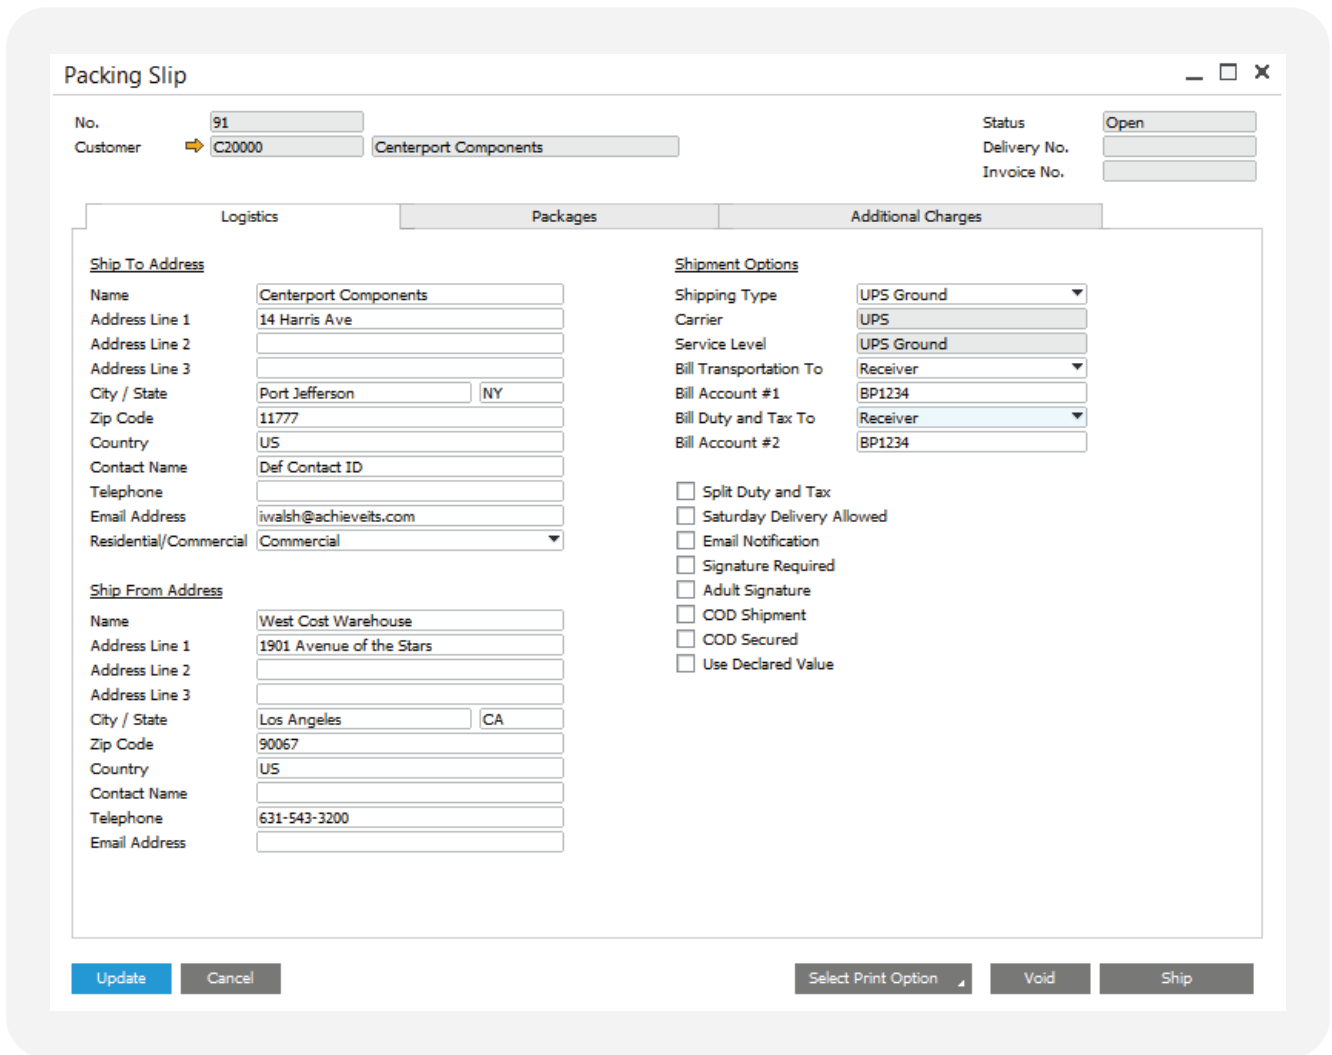 Packing Slip
No. 91
Customer C20000 Centerport Components
Status Open
Delivery No.
Invoice No.
Logistics Packages Additional Charges
Ship To Address
Name Centerport Components
Address Line 1 14 Harris Ave
Address Line 2
Address Line 3
City / State Port Jefferson NY
Zip Code 11777
Country US
Contact Name Def Contact ID
Telephone
Email Address iwalsh@achieveits.com
Residential/Commercial Commercial
Ship From Address
Name West Cost Warehouse
Address Line 1 1901 Avenue of the Stars
Address Line 2
Address Line 3
City / State Los Angeles CA
Zip Code 90067
Country US
Contact Name
Telephone 631-543-3200
Email Address
Shipment Options
Shipping Type UPS Ground
Carrier UPS
Service Level UPS Ground
Bill Transportation To Receiver
Bill Account #1 BP1234
Bill Duty and Tax To Receiver
Bill Account #2 BP1234
Split Duty and Tax
Saturday Delivery Allowed
Email Notification
Signature Required
Adult Signature
COD Shipment
COD Secured
Use Declared Value
Update Cancel Select Print Option Void Ship